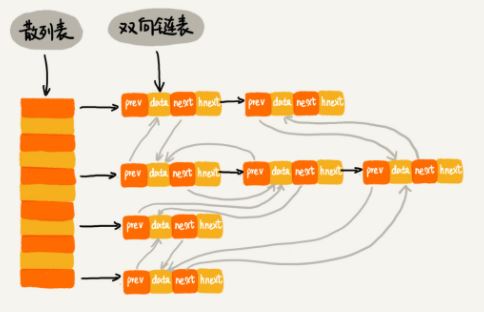 散列表 双向链表
prev data next hnext prev data next hnext
prev data next hnext prev data next hnext prev data next hnext
prev data next hnext
prev data next hnext